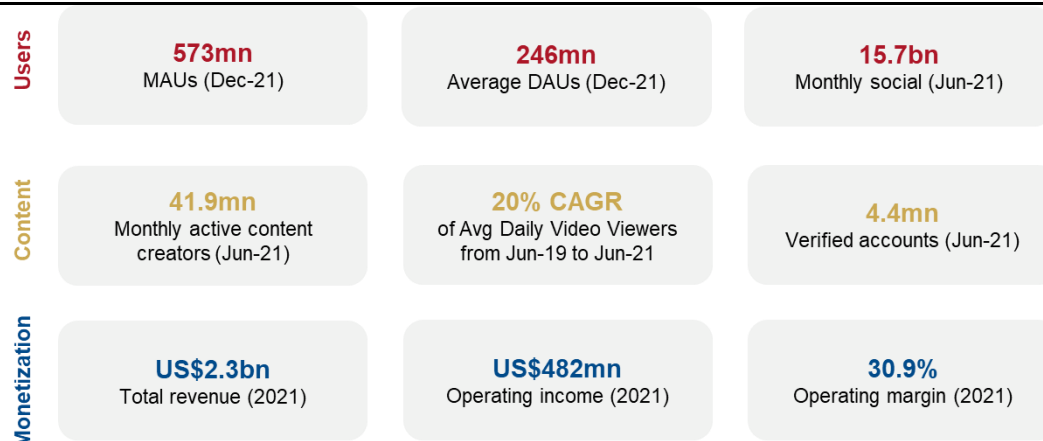 Users
573mn
MAUs (Dec-21)
246mn
Average DAUs (Dec-21)
15.7bn
Monthly social (Jun-21)
Content
41.9mn
Monthly active content
creators (Jun-21)
20% CAGR
of Avg Daily Video Viewers
from Jun-19 to Jun-21
4.4mn
Verified accounts (Jun-21)
Monetization
US$2.3bn
Total revenue (2021)
US$482mn
Operating income (2021)
30.9%
Operating margin (2021)